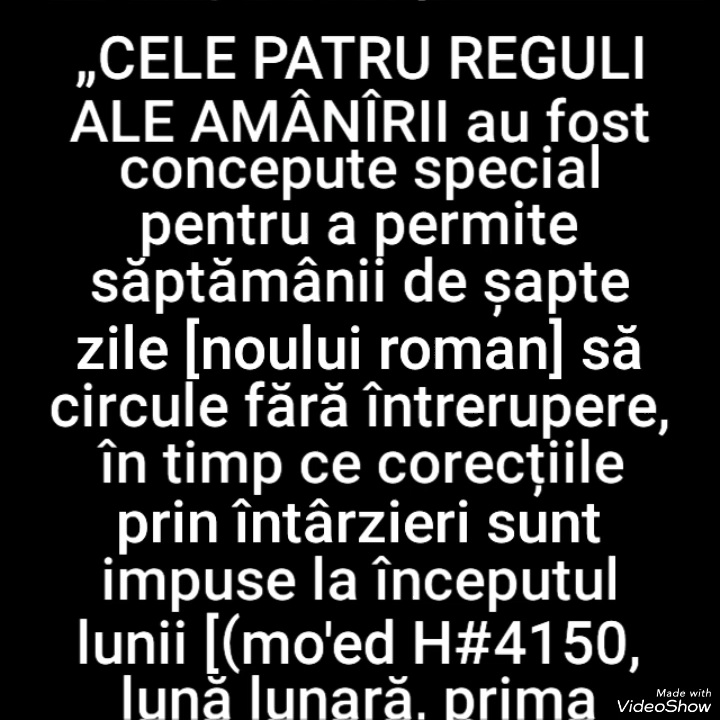 „CELE PATRU REGULI
ALE AMÂNÎRII au fost
concepute special
pentru a permite
săptămânii de șapte
zile [noului roman] să
circule fără întrerupere,
în timp ce corecțiile
prin întârzieri sunt
impuse la începutul
lunii [(mo'ed H#4150,
lună lunară, prima
Made with
VideoShow